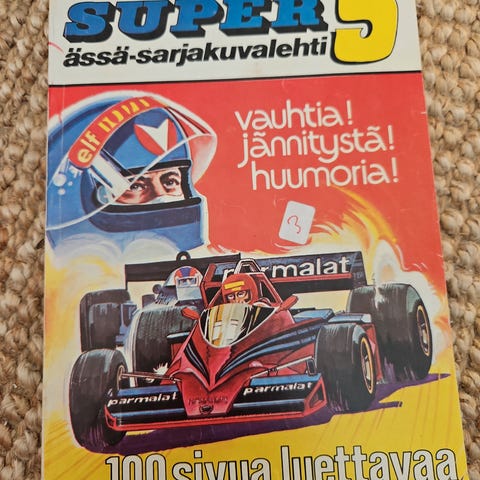 SUPER 5
ässä-sarjakuvalehti
elf
vauhtia!
jännitystä!
huumoria!
3
parmalat
parmalat
parmalat
100 sivua luettavaa